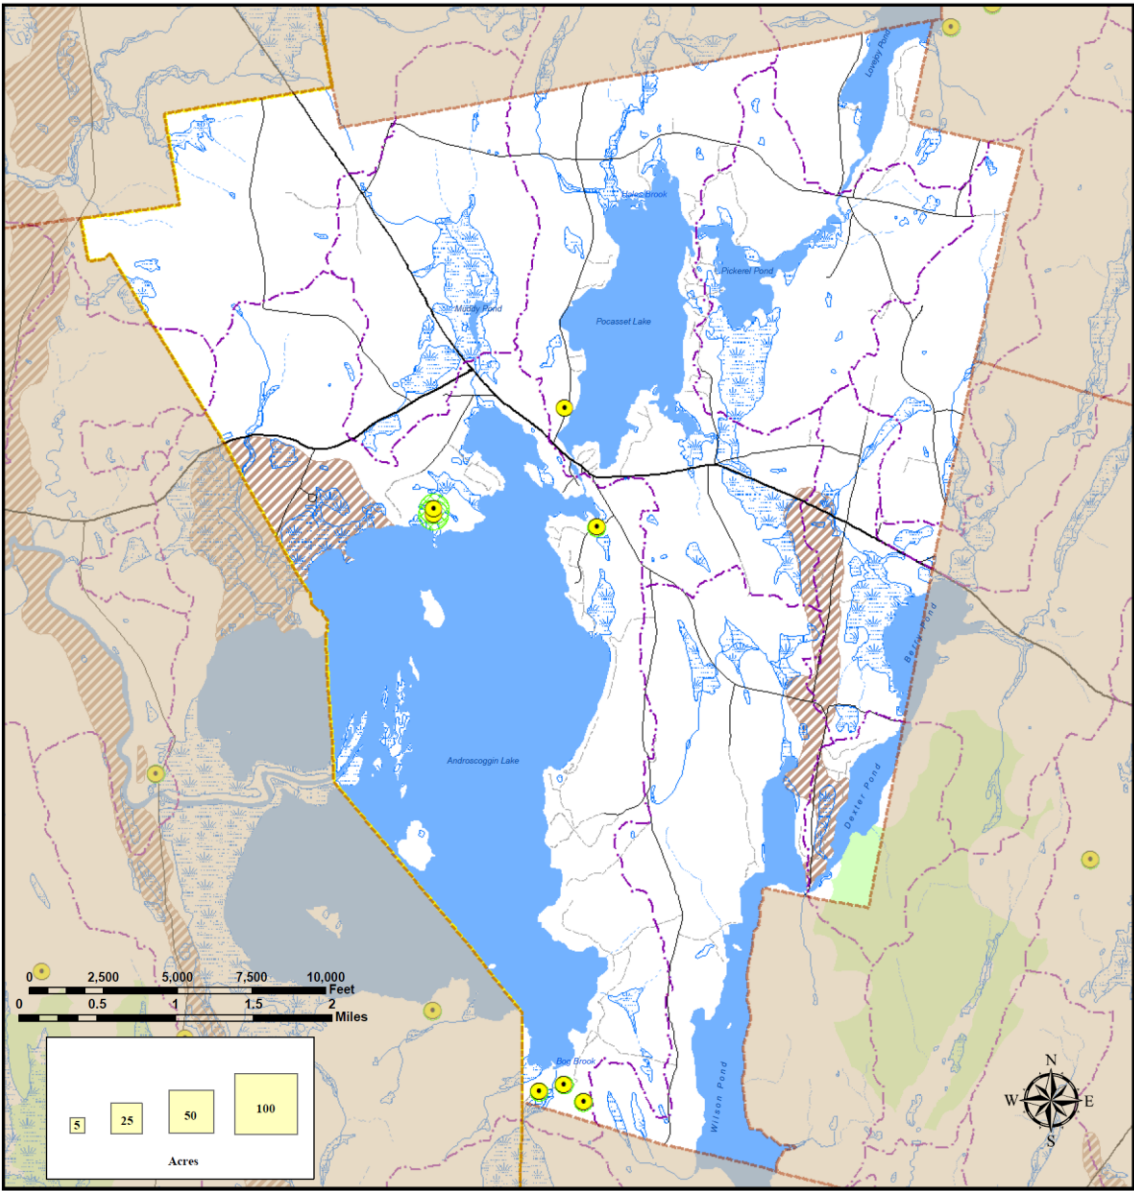 Lovejoy Pond
Hales Brook
Pickerel Pond
Muddy Pond
Pocasset Lake
Berry Pond
Androscoggin Lake
Dexter Pond
0 2,500 5,000 7,500 10,000
Feet
0 0.5 1 1.5 2
Miles
Bog Brook
Wilson Pond
5 25 50 100
Acres
N
W E
S